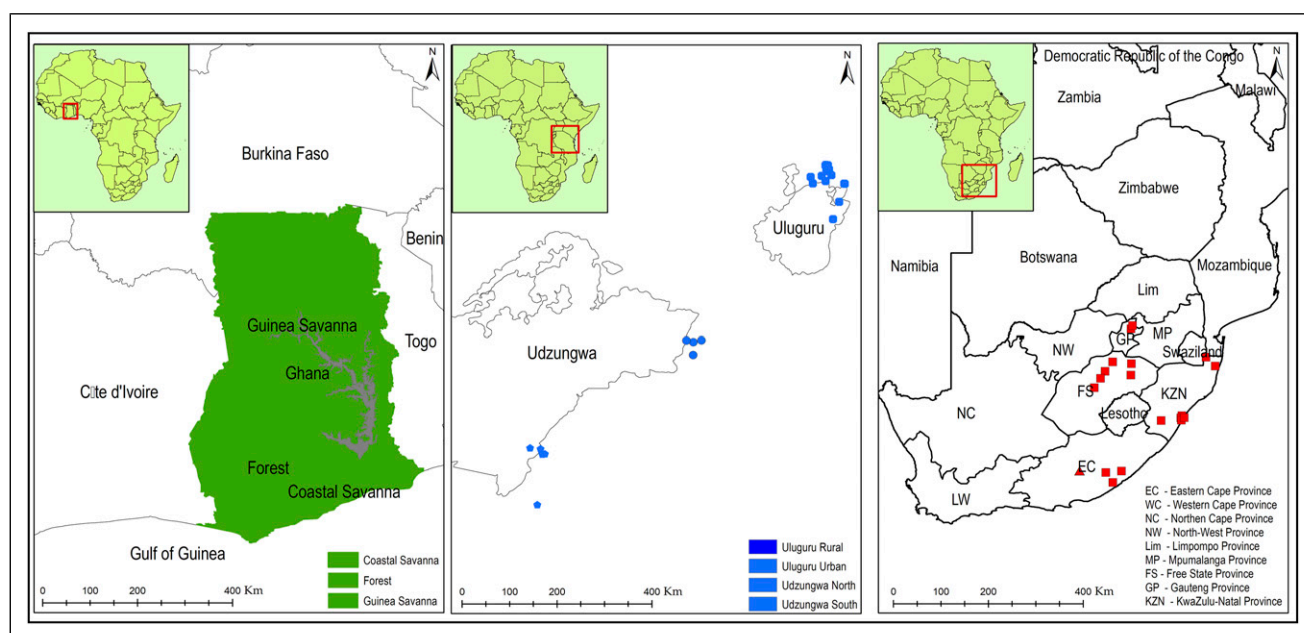 N
Burkina Faso
Benin
Guinea Savanna
Togo
Ghana
C□te d'Ivoire
Forest
Coastal Savanna
Gulf of Guinea
Coastal Savanna
Forest
Guinea Savanna
0 100 200 400 Km
N
Uluguru
Udzungwa
Uluguru Rural
Uluguru Urban
Udzungwa North
Udzungwa South
0 100 200 400 Km
Democratic Republic of the Congo
N
Zambia
Malawi
Zimbabwe
Namibia
Botswana
Mozambique
Lim
GP
MP
NW
Swaziland
FS
KZN
NC
Lesotho
EC
LW
EC - Eastern Cape Province
WC - Western Cape Province
NC - Northen Cape Province
NW - North-West Province
Lim - Limpompo Province
MP - Mpumalanga Province
FS - Free State Province
GP - Gauteng Province
KZN - KwaZulu-Natal Province
0 100 200 400 Km